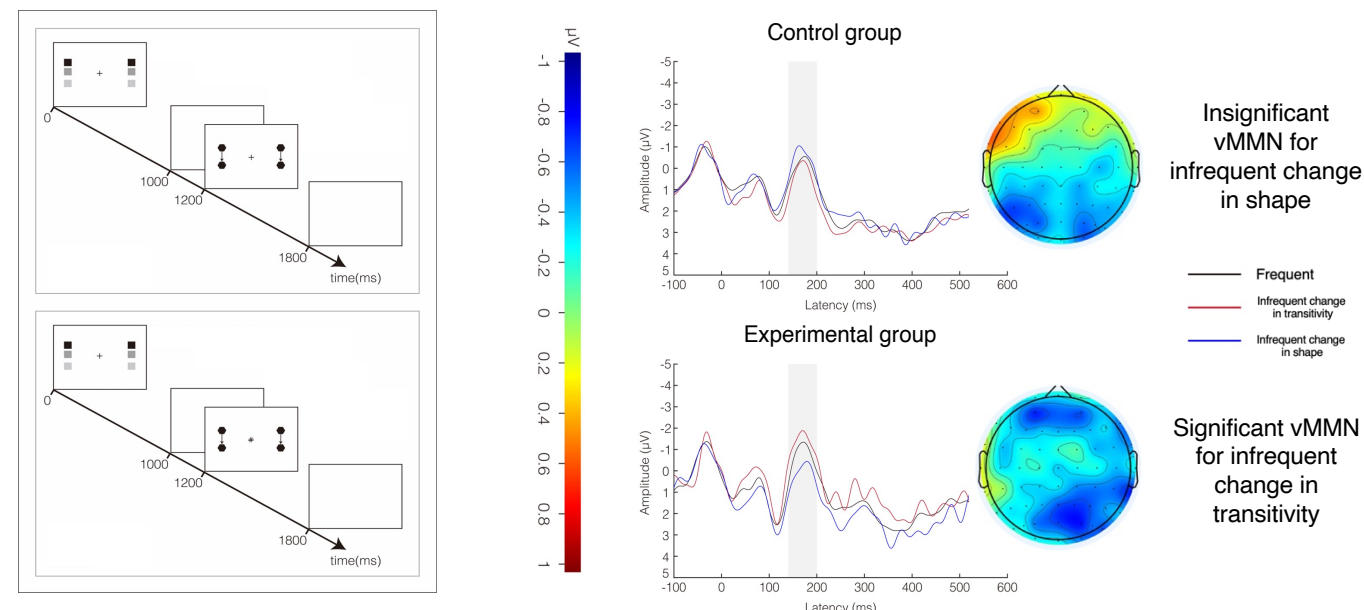 0
1000
1200
1800
time(ms)
0
1000
1200
1800
time(ms)
μV
-1
-0.8
-0.6
-0.4
-0.2
0
0.2
0.4
0.6
0.8
1
Control group
Amplitude (μV)
-5
-4
-3
-2
-1
0
1
2
3
4
5
-100
0
100
200
300
400
500
600
Latency (ms)
Insignificant
vMMN for
infrequent change
in shape
Frequent
Infrequent change
in transitivity
Infrequent change
in shape
Experimental group
-5
-4
-3
-2
-1
0
1
2
3
4
5
-100
0
100
200
300
400
500
600
Latency (ms)
Significant vMMN
for infrequent
change in
transitivity